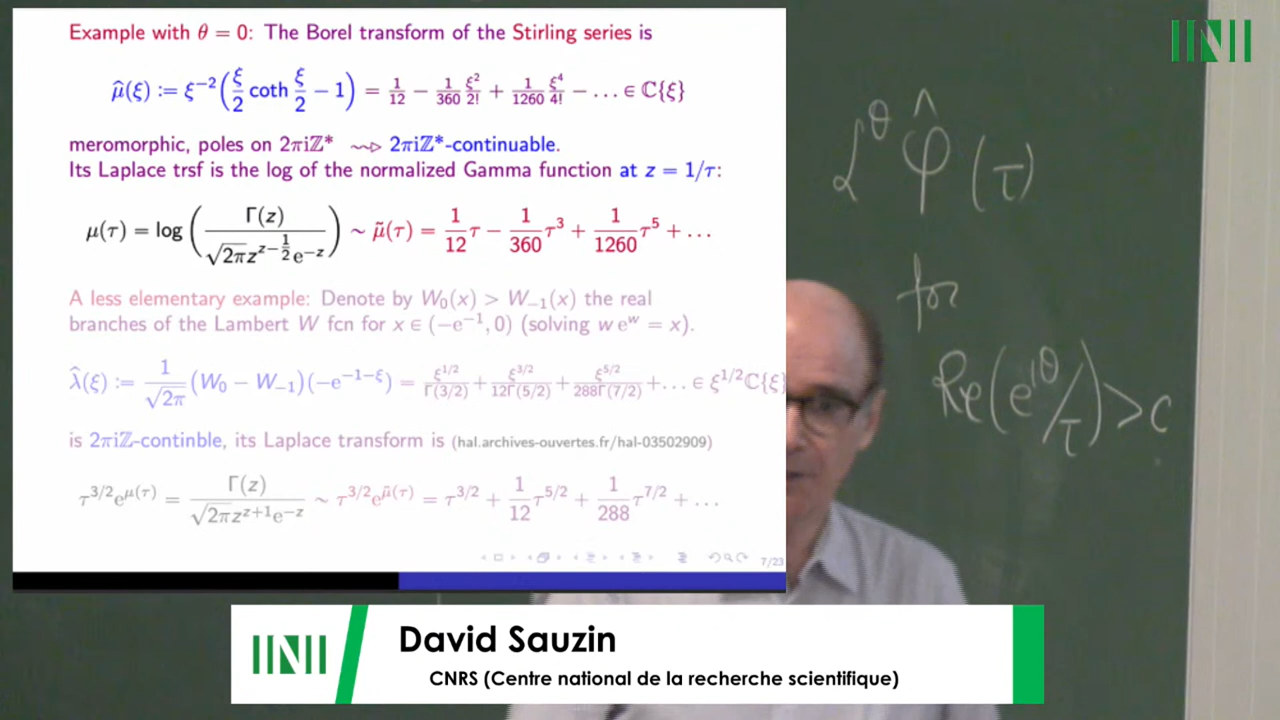 Example with θ = 0: The Borel transform of the Stirling series is
μ̂(ξ) := ξ⁻²(ξ/2 coth ξ/2 − 1) = 1/12 − 1/360 ξ²/2! + 1/1260 ξ⁴/4! − … ∈ ℂ{ξ}
meromorphic, poles on 2πiℤ* ⇝ 2πiℤ*-continuable.
Its Laplace trsf is the log of the normalized Gamma function at z = 1/τ:
μ(τ) = log( Γ(z) / √2π z^{z−1/2} e^{−z} ) ∼ μ̃(τ) = 1/12 τ − 1/360 τ³ + 1/1260 τ⁵ + …
A less elementary example: Denote by W₀(x) > W₋₁(x) the real
branches of the Lambert W fcn for x ∈ (−e⁻¹, 0) (solving w eʷ = x).
λ̂(ξ) := 1/√2π (W₀ − W₋₁)(−e^{−1−ξ}) = ξ^{1/2}/Γ(3/2) + ξ^{3/2}/12Γ(5/2) + ξ^{5/2}/288Γ(7/2) + … ∈ ξ^{1/2}ℂ{ξ}
is 2πiℤ-continble, its Laplace transform is (hal.archives-ouvertes.fr/hal-03502909)
τ^{3/2}e^{μ(τ)} = Γ(z) / √2π z^{z+1} e^{−z} ∼ τ^{3/2}e^{μ̃(τ)} = τ^{3/2} + 1/12 τ^{5/2} + 1/288 τ^{7/2} + …
7/23
ℒ^θ φ̂ (τ)
for
Re(e^{iθ}/τ) > c
David Sauzin
CNRS (Centre national de la recherche scientifique)